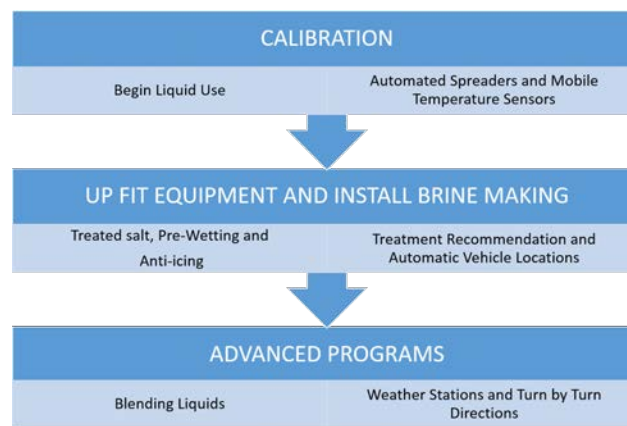 CALIBRATION
Begin Liquid Use
Automated Spreaders and Mobile
Temperature Sensors
UP FIT EQUIPMENT AND INSTALL BRINE MAKING
Treated salt, Pre-Wetting and
Anti-icing
Treatment Recommendation and
Automatic Vehicle Locations
ADVANCED PROGRAMS
Blending Liquids
Weather Stations and Turn by Turn
Directions